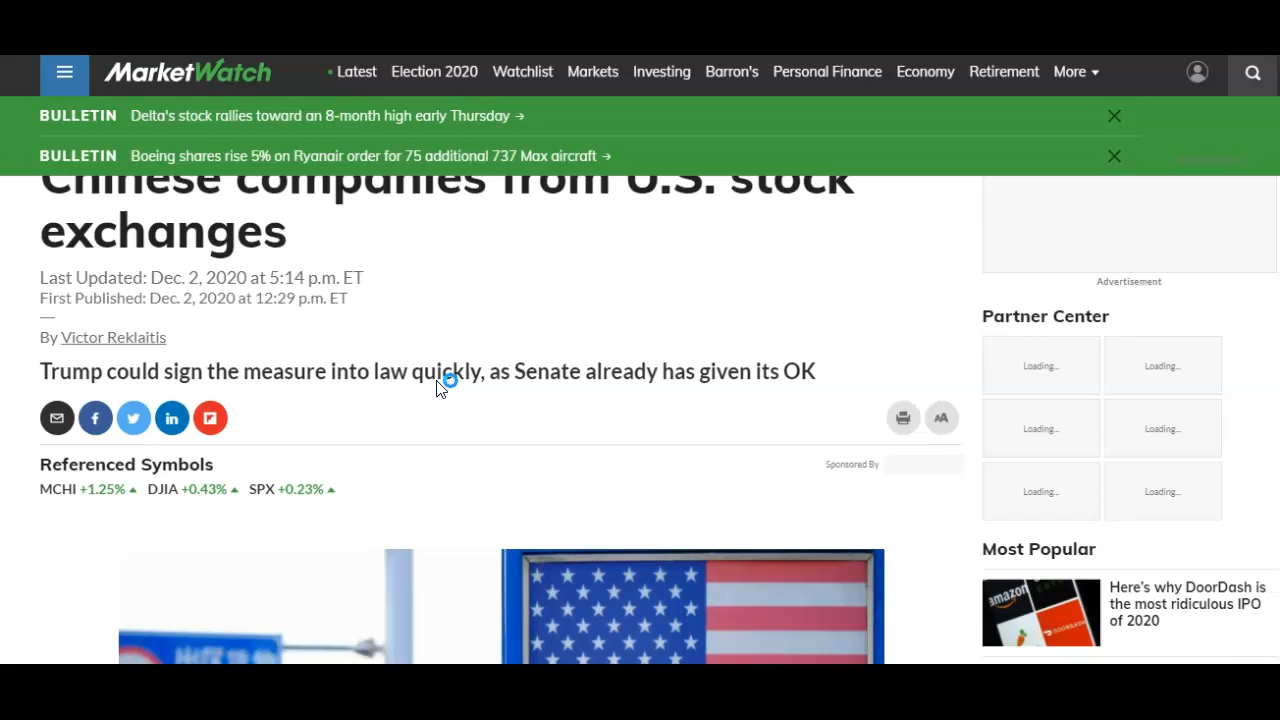 MarketWatch
Latest Election 2020 Watchlist Markets Investing Barron's Personal Finance Economy Retirement More
BULLETIN Delta's stock rallies toward an 8-month high early Thursday →
BULLETIN Boeing shares rise 5% on Ryanair order for 75 additional 737 Max aircraft →
Chinese companies from U.S. stock
exchanges
Last Updated: Dec. 2, 2020 at 5:14 p.m. ET
First Published: Dec. 2, 2020 at 12:29 p.m. ET
By Victor Reklaitis
Trump could sign the measure into law quickly, as Senate already has given its OK
AA
Referenced Symbols
Sponsored By
MCHI +1.25% DJIA +0.43% SPX +0.23%
Advertisement
Partner Center
Loading... Loading...
Loading... Loading...
Loading... Loading...
Most Popular
amazon
DOORDASH
Here's why DoorDash is
the most ridiculous IPO
of 2020